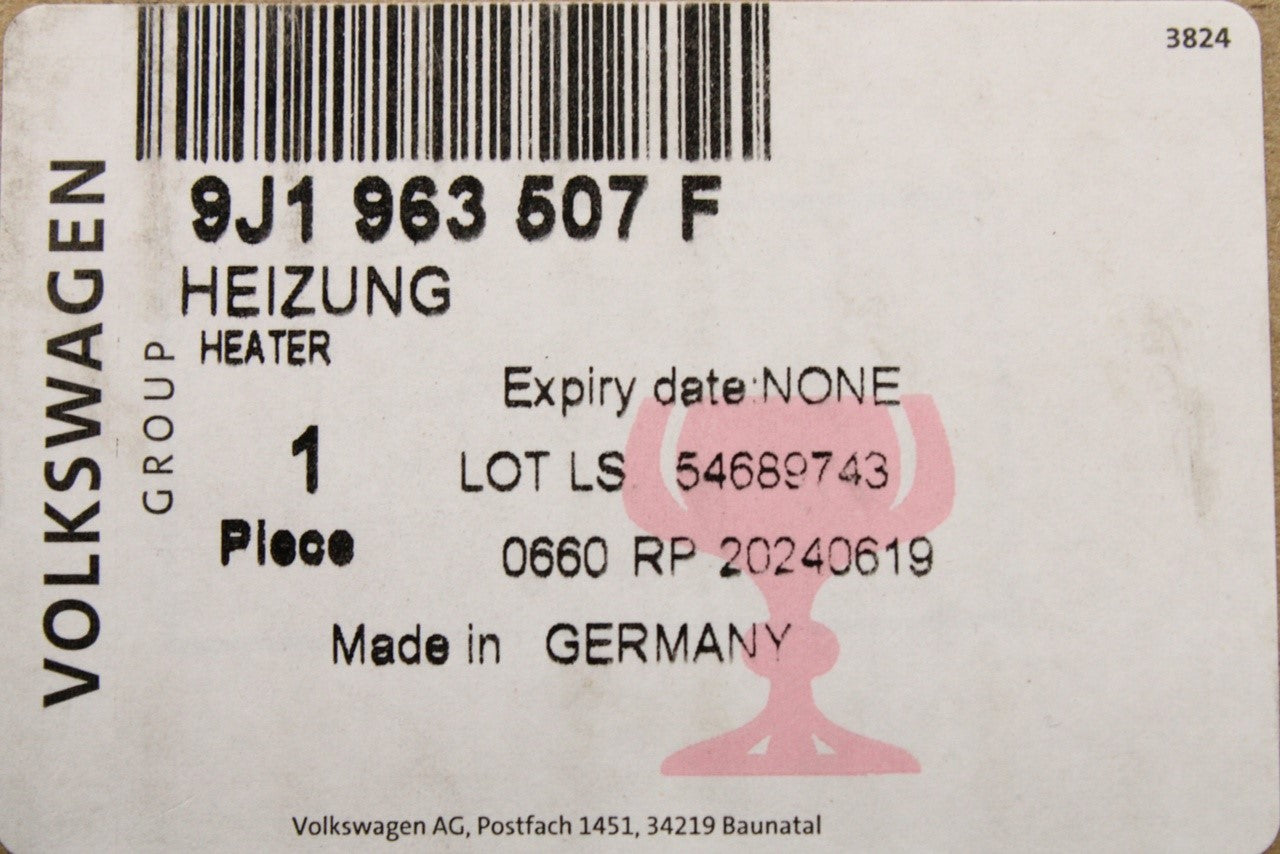 3824
VOLKSWAGEN
GROUP
9J1 963 507 F
HEIZUNG
HEATER
Expiry date:NONE
1
LOT LS 54689743
Piece
0660 RP 20240619
Made in GERMANY
Volkswagen AG, Postfach 1451, 34219 Baunatal